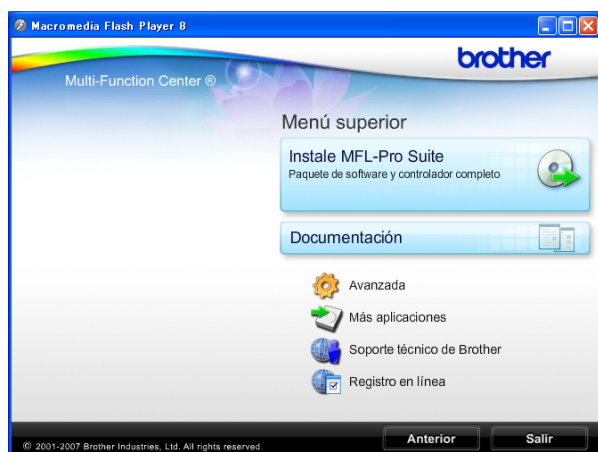 Macromedia Flash Player 8
brother
Multi-Function Center ®
Menú superior
Instale MFL-Pro Suite
Paquete de software y controlador completo
Documentación
Avanzada
Más aplicaciones
Soporte técnico de Brother
Registro en línea
© 2001-2007 Brother Industries, Ltd. All rights reserved.
Anterior
Salir